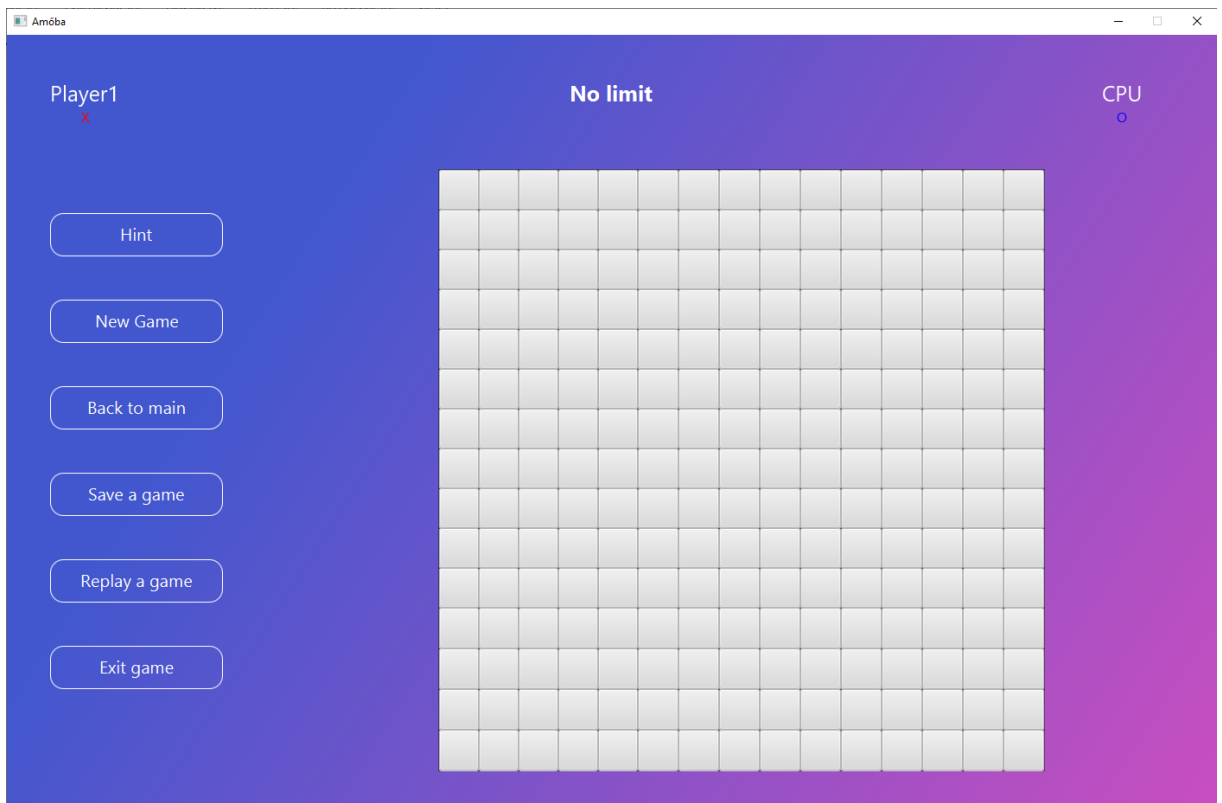 Amőba
Player1
No limit
CPU
X
O
Hint
New Game
Back to main
Save a game
Replay a game
Exit game